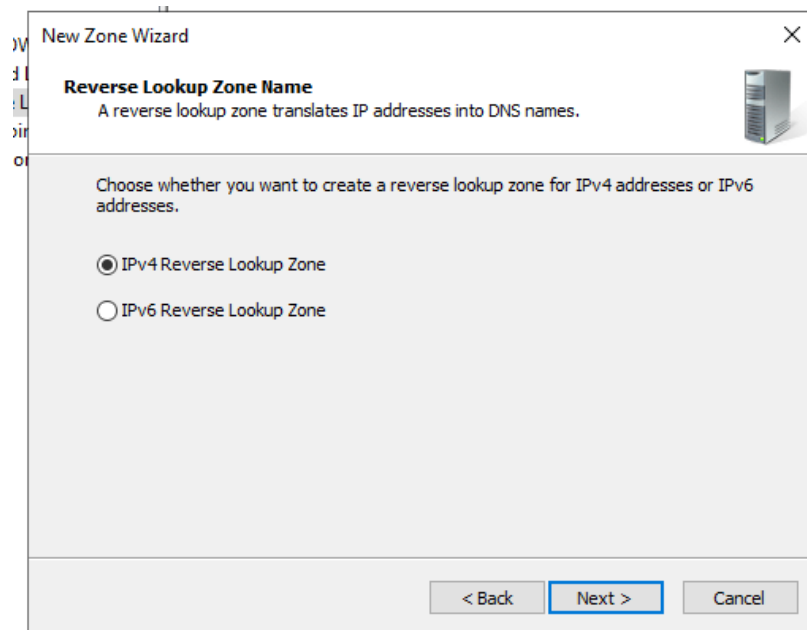 New Zone Wizard
Reverse Lookup Zone Name
A reverse lookup zone translates IP addresses into DNS names.
Choose whether you want to create a reverse lookup zone for IPv4 addresses or IPv6
addresses.
IPv4 Reverse Lookup Zone
IPv6 Reverse Lookup Zone
< Back
Next >
Cancel